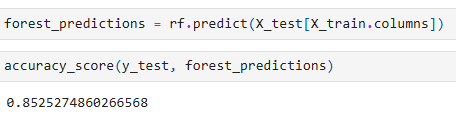 forest_predictions = rf.predict(X_test[X_train.columns])
accuracy_score(y_test, forest_predictions)
0.8525274860266568